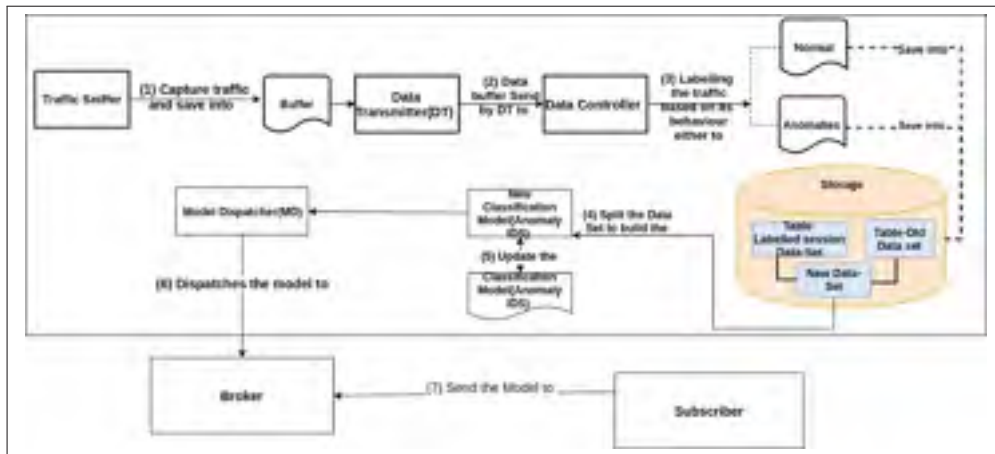 Traffic Sniffer
(1) Capture traffic
and save into
Buffer
Data
Transmitter(DT)
(2) Data
buffer Send
by DT to
Data Controller
(3) Labelling
the traffic
based on its
behaviour
either to
Normal
Save into
Anomalies
Save into
Storage
Table-
Labelled session
Data-Set
Table-Old
Data set
New Data-
Set
(4) Split the Data
Set to build the
New
Classification
Model(Anomaly
IDS)
(5) Update the
Classification
Model(Anomaly
IDS)
Model Dispatcher(MD)
(6) Dispatches the model to
Broker
(7) Send the Model to
Subscriber